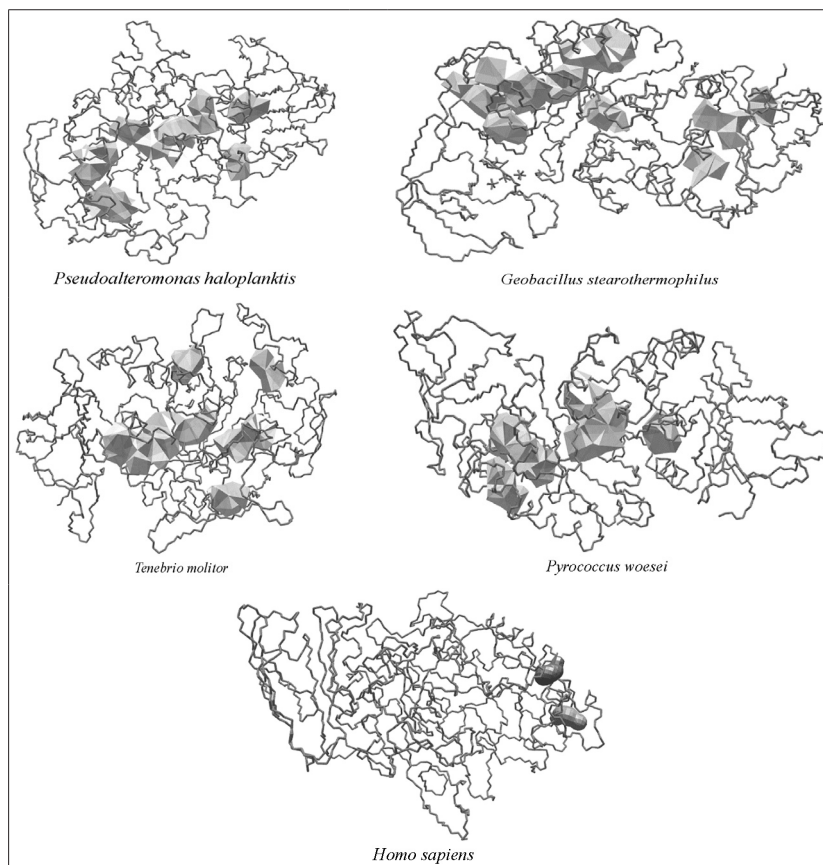 Pseudoalteromonas haloplanktis
Geobacillus stearothermophilus
Tenebrio molitor
Pyrococcus woesei
Homo sapiens